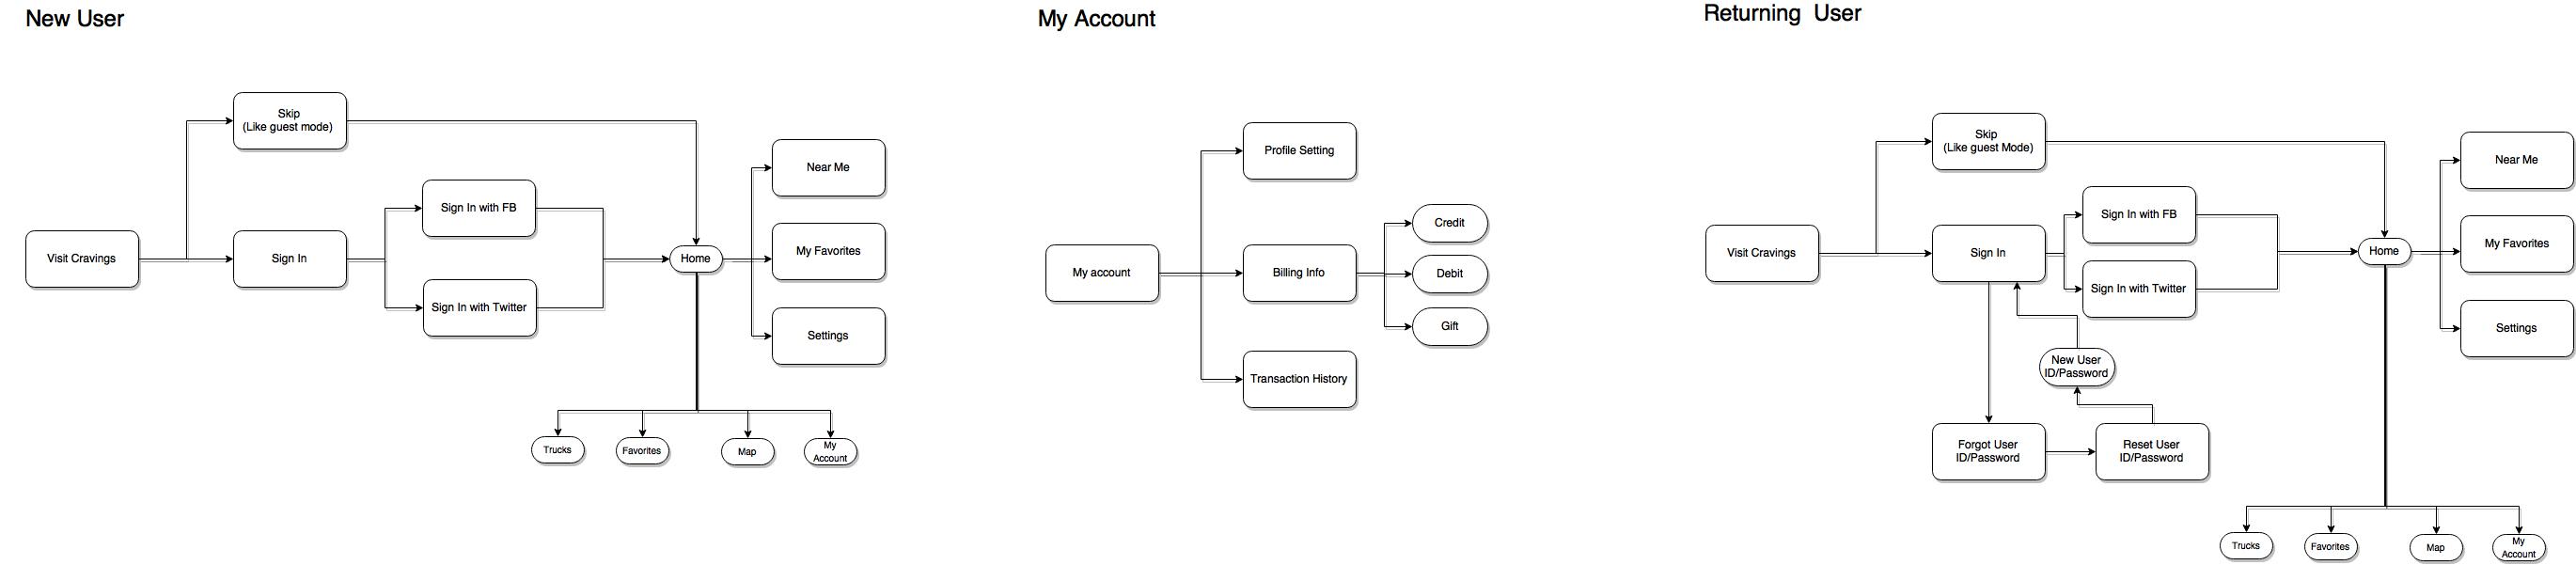 New User
Skip
(Like guest mode)
Near Me
Sign In with FB
Visit Cravings
Sign In
Home
My Favorites
Sign In with Twitter
Settings
Trucks
Favorites
Map
My
Account
My Account
Profile Setting
Credit
My account
Billing Info
Debit
Gift
Transaction History
Returning User
Skip
(Like guest Mode)
Near Me
Sign In with FB
Visit Cravings
Sign In
Home
My Favorites
Sign In with Twitter
Settings
New User
ID/Password
Forgot User
ID/Password
Reset User
ID/Password
Trucks
Favorites
Map
My
Account